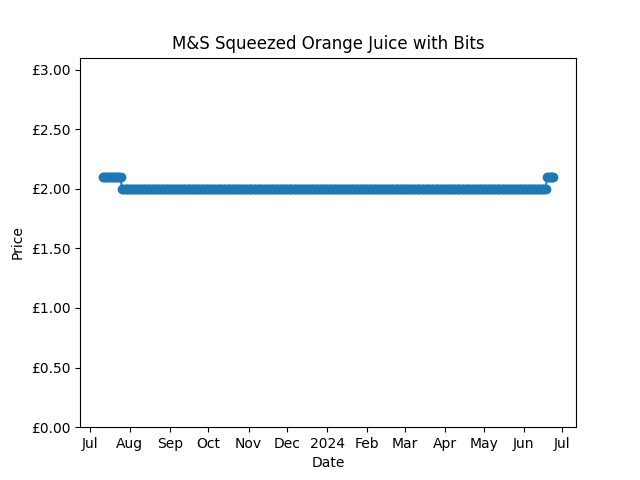 M&S Squeezed Orange Juice with Bits
£3.00
£2.50
£2.00
£1.50
£1.00
£0.50
£0.00
Price
Jul Aug Sep Oct Nov Dec 2024 Feb Mar Apr May Jun Jul
Date